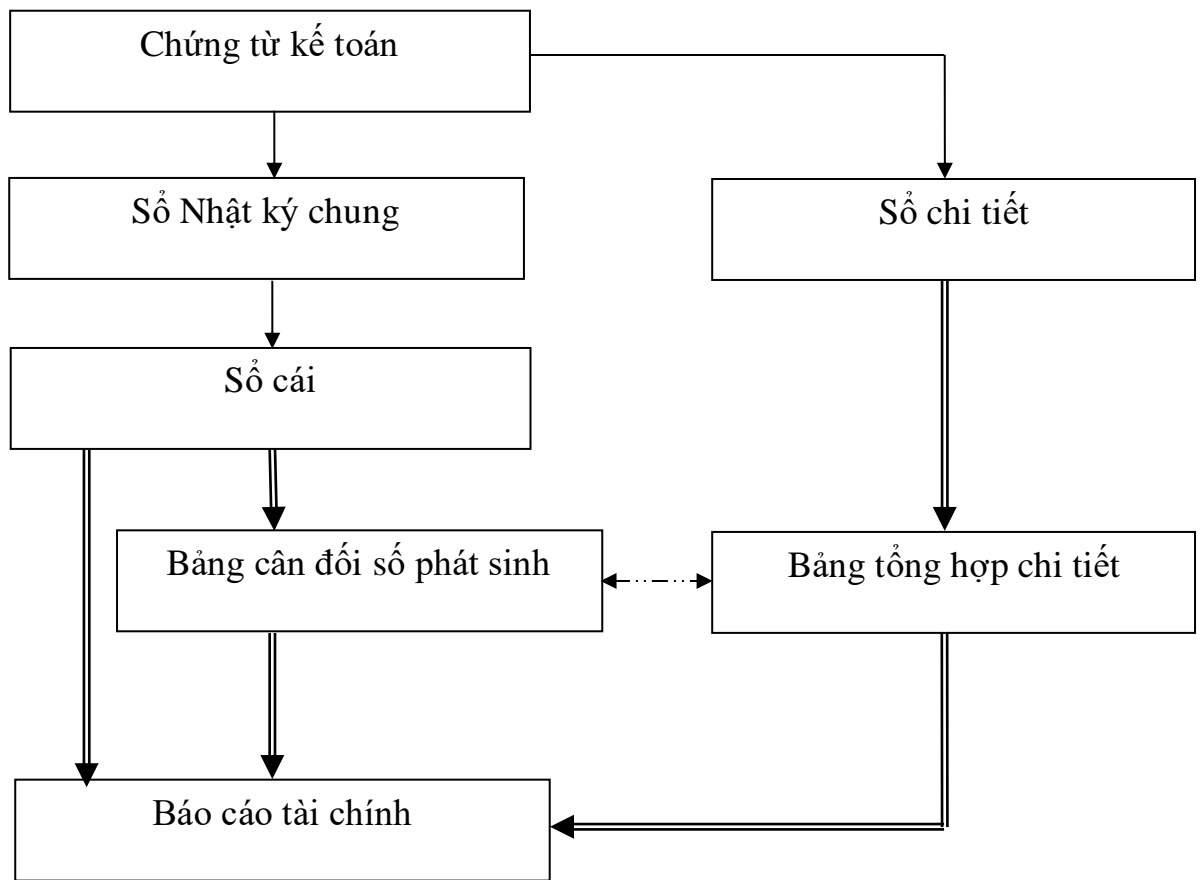 Chứng từ kế toán
Sổ Nhật ký chung
Sổ chi tiết
Sổ cái
Bảng cân đối số phát sinh
Bảng tổng hợp chi tiết
Báo cáo tài chính